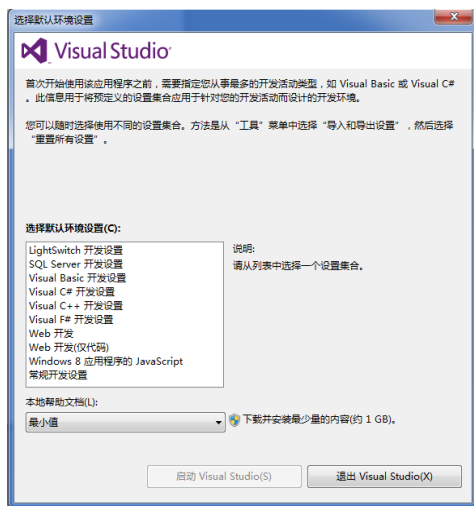 选择默认环境设置
Visual Studio
首次开始使用该应用程序之前，需要指定您从事最多的开发活动类型，如 Visual Basic 或 Visual C#
。此信息用于将预定义的设置集合应用于针对您的开发活动而设计的开发环境。
您可以随时选择使用不同的设置集合。方法是从“工具”菜单中选择“导入和导出设置”，然后选择
“重置所有设置”。
选择默认环境设置(C):
LightSwitch 开发设置
SQL Server 开发设置
Visual Basic 开发设置
Visual C# 开发设置
Visual C++ 开发设置
Visual F# 开发设置
Web 开发
Web 开发(仅代码)
Windows 8 应用程序的 JavaScript
常规开发设置
说明:
请从列表中选择一个设置集合。
本地帮助文档(L):
最小值
下载并安装最少量的内容(约 1 GB)。
启动 Visual Studio(S)
退出 Visual Studio(X)